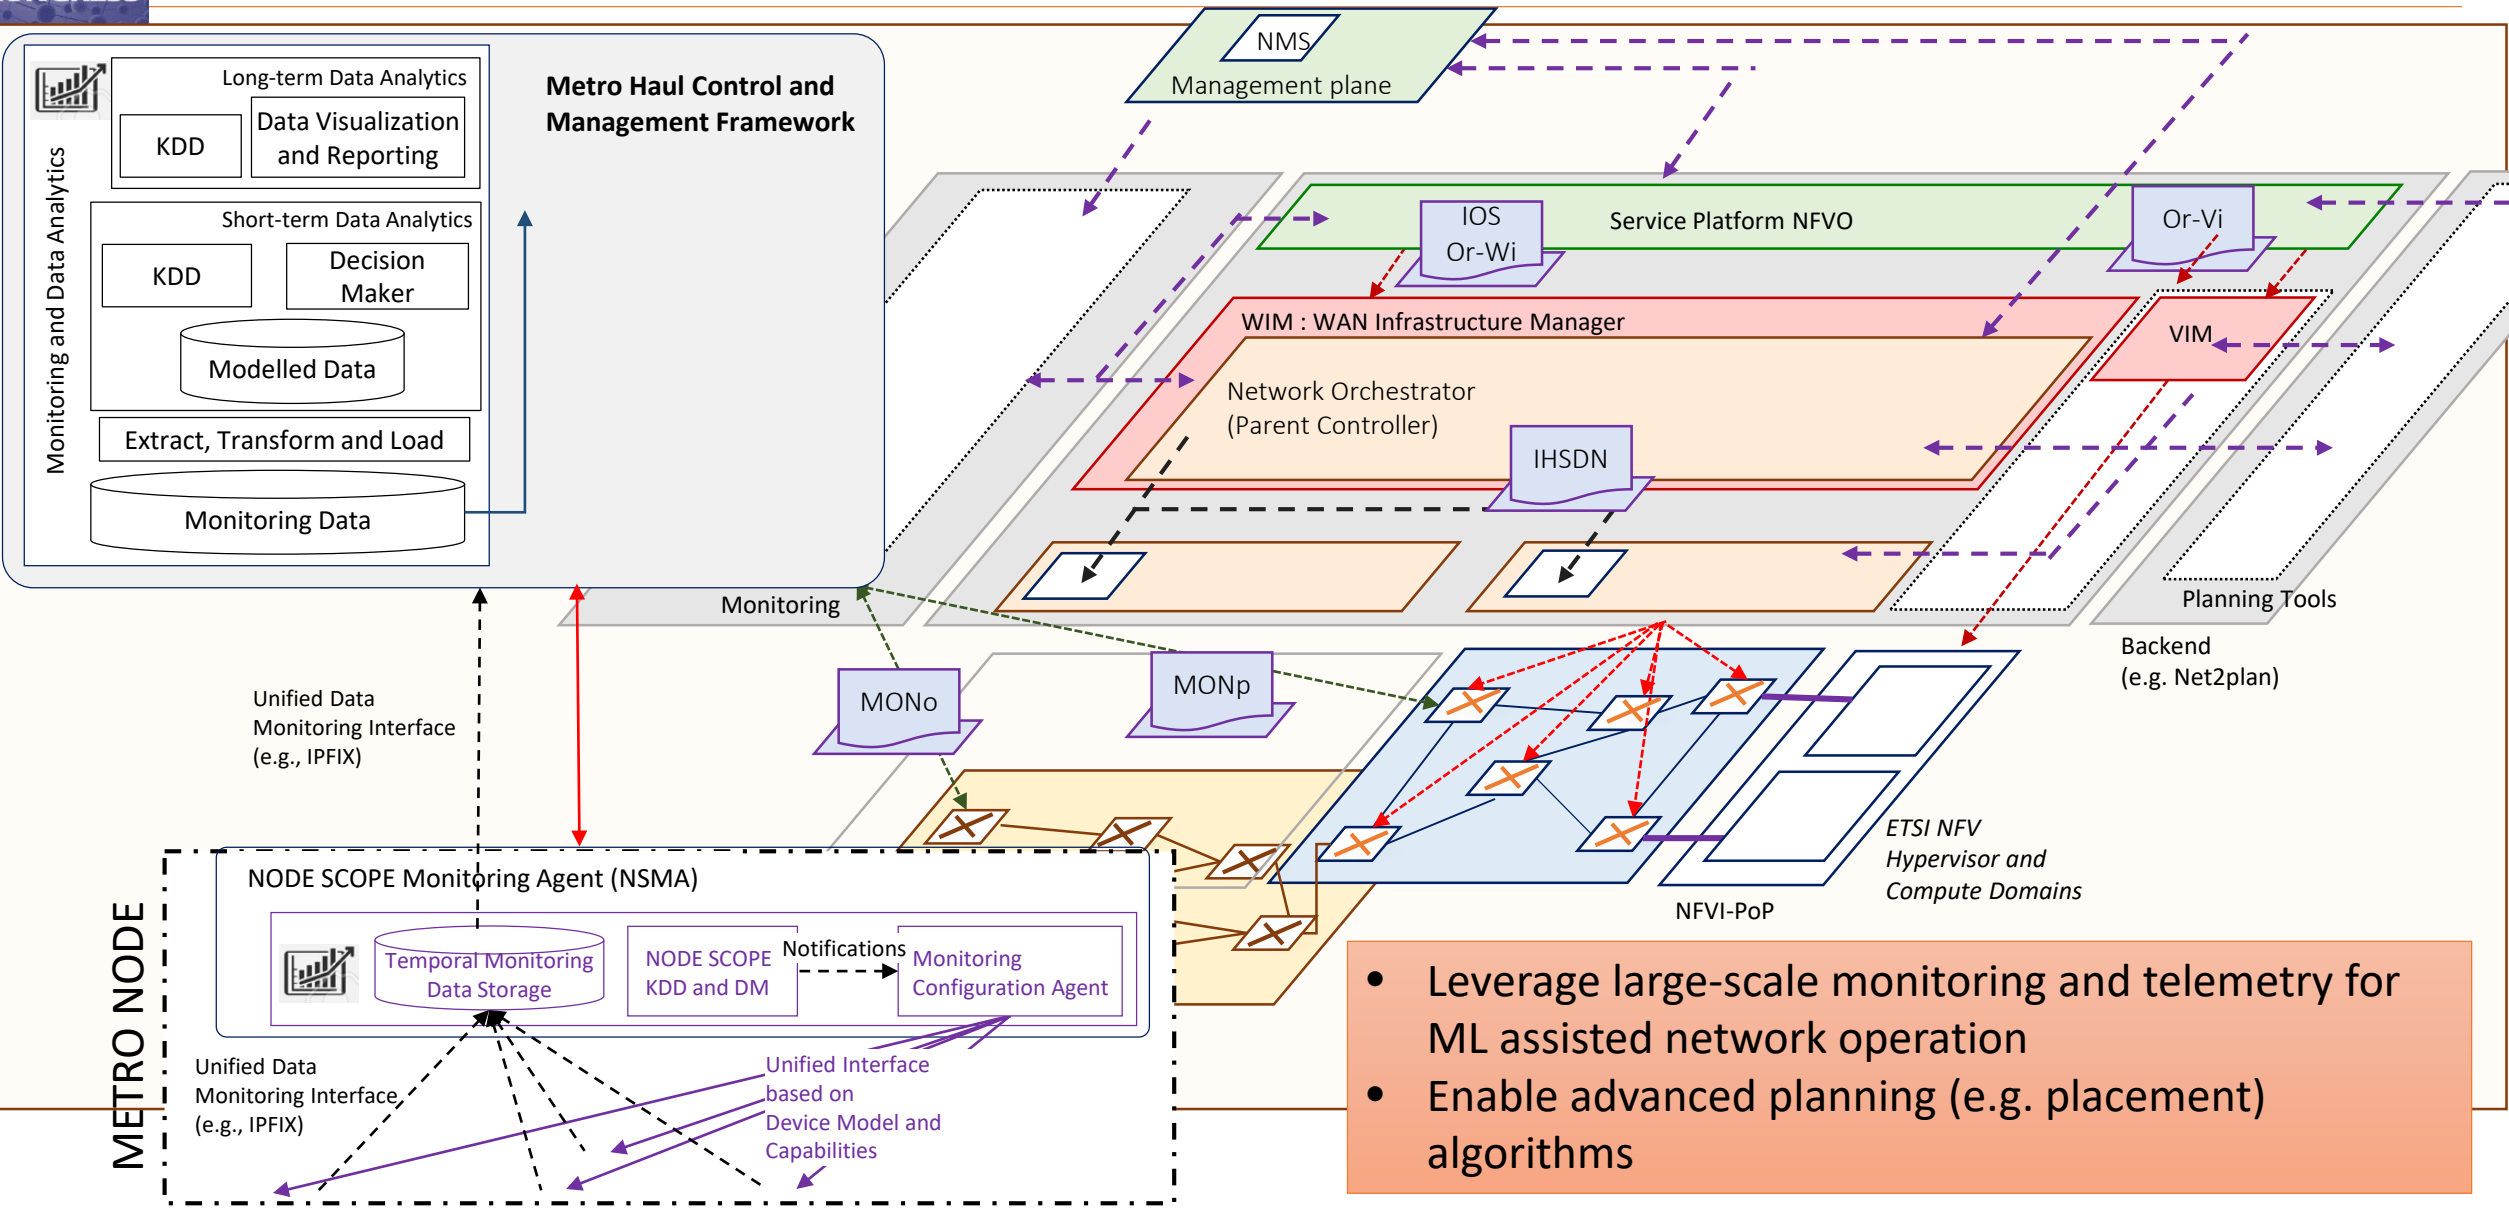 NMS
Management plane
Metro Haul Control and
Management Framework
Monitoring and Data Analytics
Long-term Data Analytics
KDD
Data Visualization
and Reporting
Short-term Data Analytics
KDD
Decision
Maker
Modelled Data
Extract, Transform and Load
Monitoring Data
IOS
Or-Wi
Service Platform NFVO
Or-Vi
WIM : WAN Infrastructure Manager
VIM
Network Orchestrator
(Parent Controller)
IHSDN
Monitoring
Planning Tools
Backend
(e.g. Net2plan)
MONo
MONp
Unified Data
Monitoring Interface
(e.g., IPFIX)
ETSI NFV
Hypervisor and
Compute Domains
NFVI-PoP
METRO NODE
NODE SCOPE Monitoring Agent (NSMA)
Temporal Monitoring
Data Storage
NODE SCOPE
KDD and DM
Notifications
Monitoring
Configuration Agent
Unified Data
Monitoring Interface
(e.g., IPFIX)
Unified Interface
based on
Device Model and
Capabilities
• Leverage large-scale monitoring and telemetry for
ML assisted network operation
• Enable advanced planning (e.g. placement)
algorithms